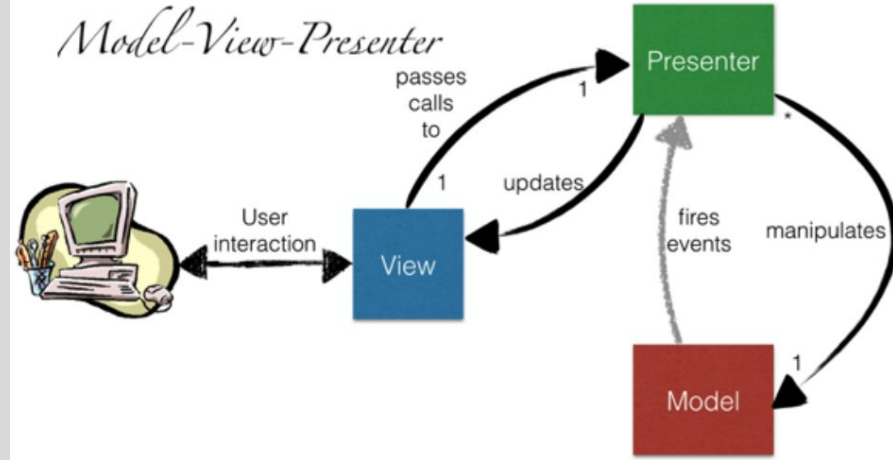 Model-View-Presenter
Presenter
passes
calls
to
1
*
1
updates
User
interaction
fires
events
manipulates
View
1
Model